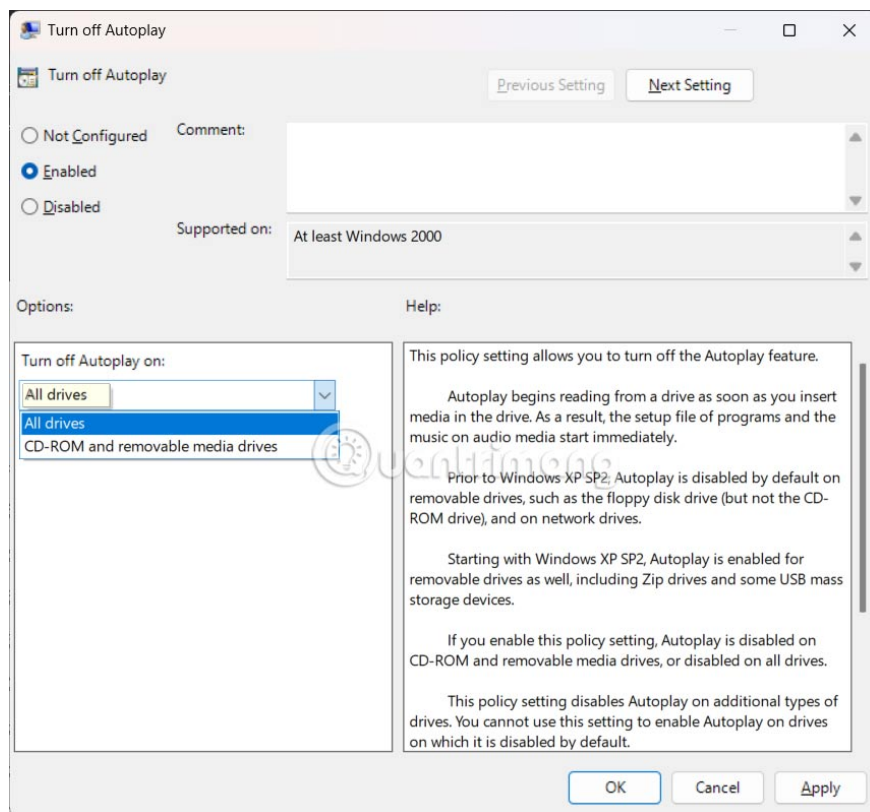 Turn off Autoplay
Turn off Autoplay
Previous Setting
Next Setting
Not Configured
Comment:
Enabled
Disabled
Supported on:
At least Windows 2000
Options:
Help:
Turn off Autoplay on:
All drives
All drives
CD-ROM and removable media drives
This policy setting allows you to turn off the Autoplay feature.
Autoplay begins reading from a drive as soon as you insert
media in the drive. As a result, the setup file of programs and the
music on audio media start immediately.
Prior to Windows XP SP2, Autoplay is disabled by default on
removable drives, such as the floppy disk drive (but not the CD-
ROM drive), and on network drives.
Starting with Windows XP SP2, Autoplay is enabled for
removable drives as well, including Zip drives and some USB mass
storage devices.
If you enable this policy setting, Autoplay is disabled on
CD-ROM and removable media drives, or disabled on all drives.
This policy setting disables Autoplay on additional types of
drives. You cannot use this setting to enable Autoplay on drives
on which it is disabled by default.
Quantrimang
OK
Cancel
Apply